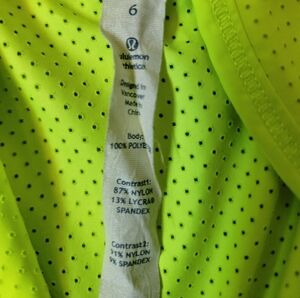 6
lululemon
athletica
Designed in
Vancouver
Made in
China
Body:
100% POLYE
Contrast1:
87% NYLON
13% LYCRA®
SPANDEX
Contrast2:
91% NYLON
9% SPANDEX